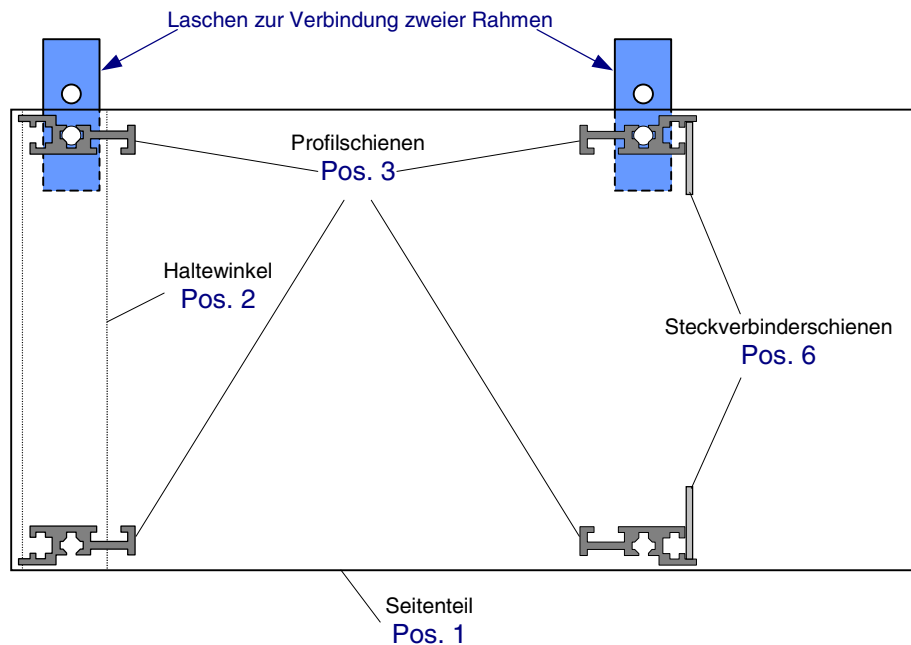 Laschen zur Verbindung zweier Rahmen
Profilschienen
Pos. 3
Haltewinkel
Pos. 2
Steckverbinderschienen
Pos. 6
Seitenteil
Pos. 1